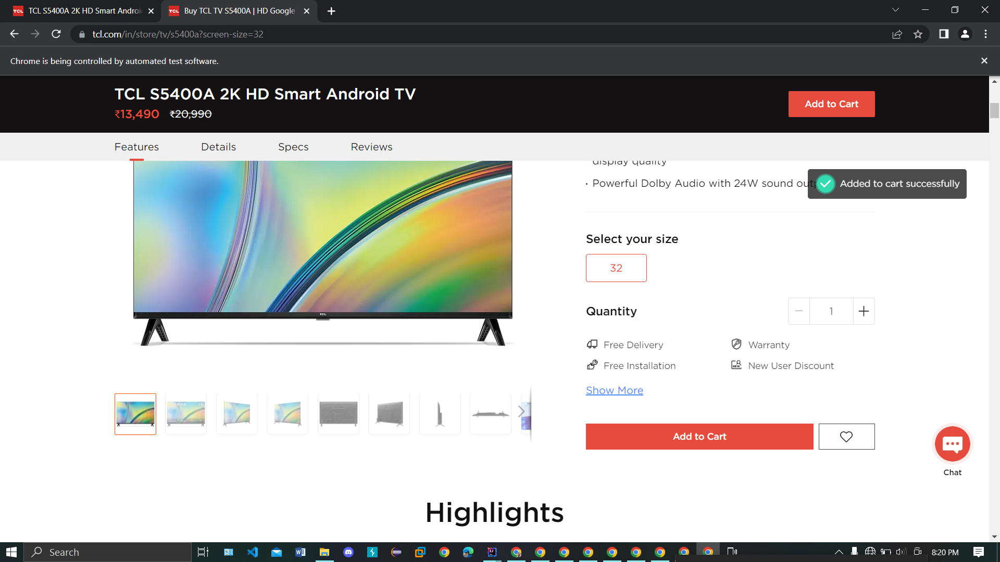 TCL S5400A 2K HD Smart Androi
Buy TCL TV S5400A | HD Google
tcl.com/in/store/tv/s5400a?screen-size=32
Chrome is being controlled by automated test software.
TCL S5400A 2K HD Smart Android TV
₹13,490 ₹20,990
Add to Cart
Features Details Specs Reviews
display quality
· Powerful Dolby Audio with 24W sound
Added to cart successfully
Select your size
32
Quantity
1
Free Delivery
Warranty
Free Installation
New User Discount
Show More
Add to Cart
Chat
Highlights
Search
8:20 PM